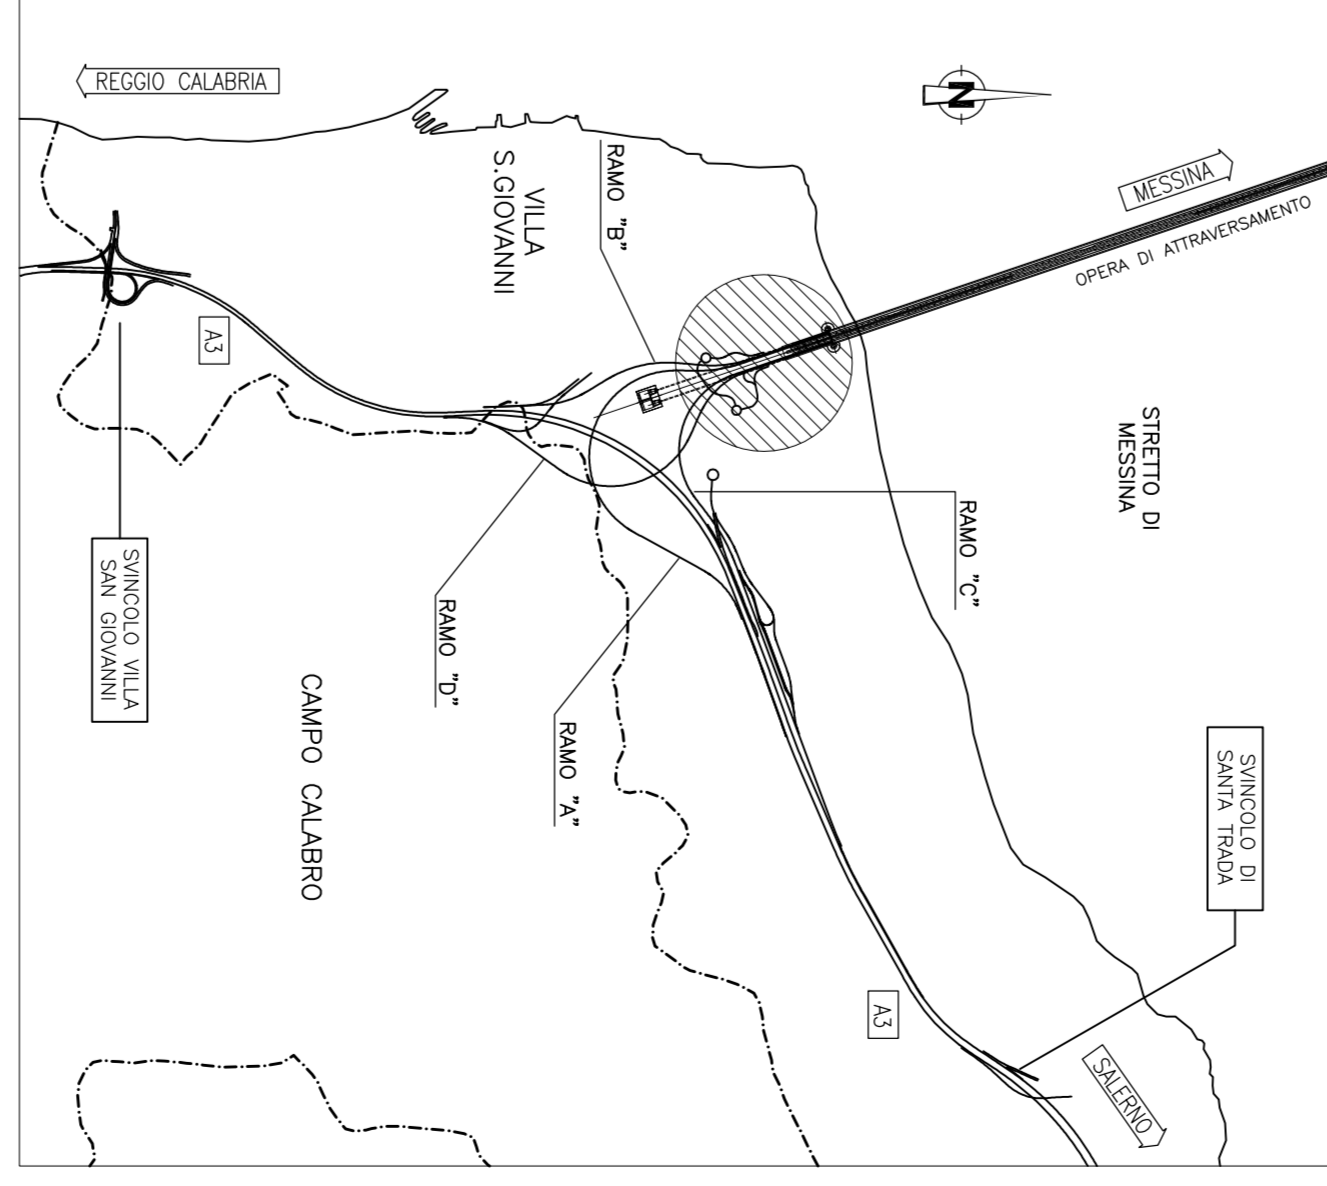 REGGIO CALABRIA
N
MESSINA
OPERA DI ATTRAVERSAMENTO
VILLA
S.GIOVANNI
RAMO "B"
A3
STRETTO DI
MESSINA
RAMO "C"
SVINCOLO VILLA
SAN GIOVANNI
RAMO "D"
RAMO "A"
CAMPO CALABRO
SVINCOLO DI
SANTA TRADA
A3
SALERNO